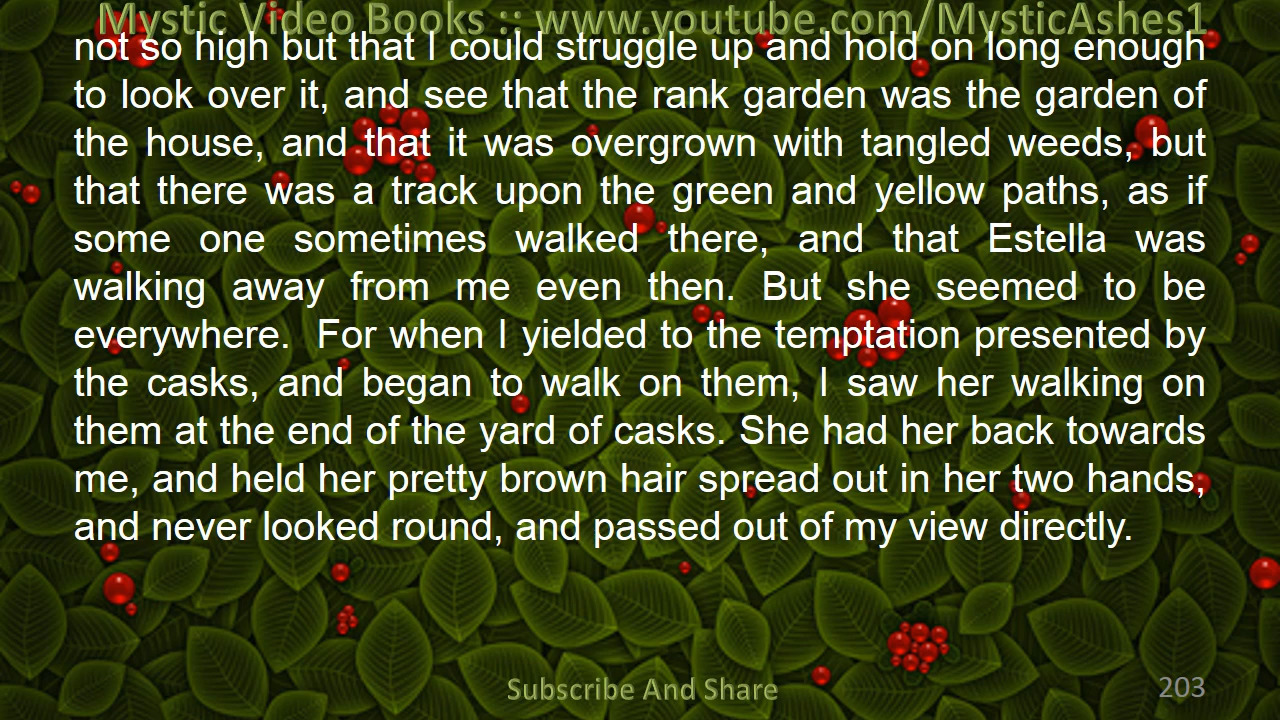 Mystic Video Books :: www.youtube.com/MysticAshes1
not so high but that I could struggle up and hold on long enough
to look over it, and see that the rank garden was the garden of
the house, and that it was overgrown with tangled weeds, but
that there was a track upon the green and yellow paths, as if
some one sometimes walked there, and that Estella was
walking away from me even then. But she seemed to be
everywhere.  For when I yielded to the temptation presented by
the casks, and began to walk on them, I saw her walking on
them at the end of the yard of casks. She had her back towards
me, and held her pretty brown hair spread out in her two hands,
and never looked round, and passed out of my view directly.
Subscribe And Share
203